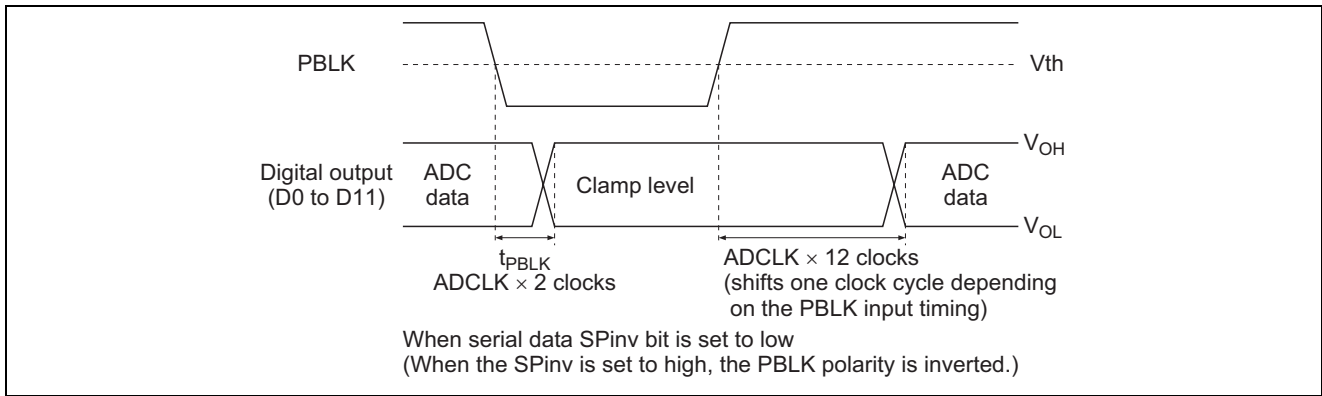 PBLK
Vth
Digital output
(D0 to D11)
ADC
data
Clamp level
ADC
data
VOH
VOL
tPBLK
ADCLK × 2 clocks
ADCLK × 12 clocks
(shifts one clock cycle depending
on the PBLK input timing)
When serial data SPinv bit is set to low
(When the SPinv is set to high, the PBLK polarity is inverted.)